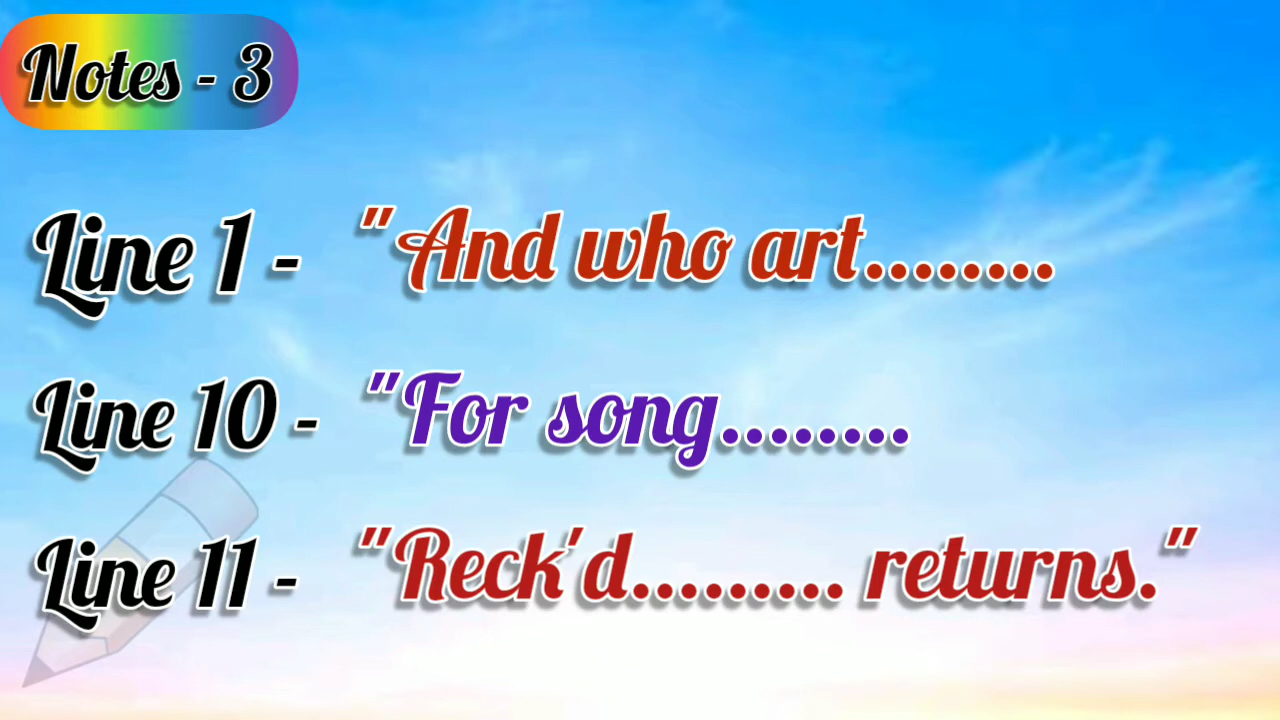 Notes - 3
Line 1 - "And who art........
Line 10 - "For song........
Line 11 - "Reck'd......... returns."